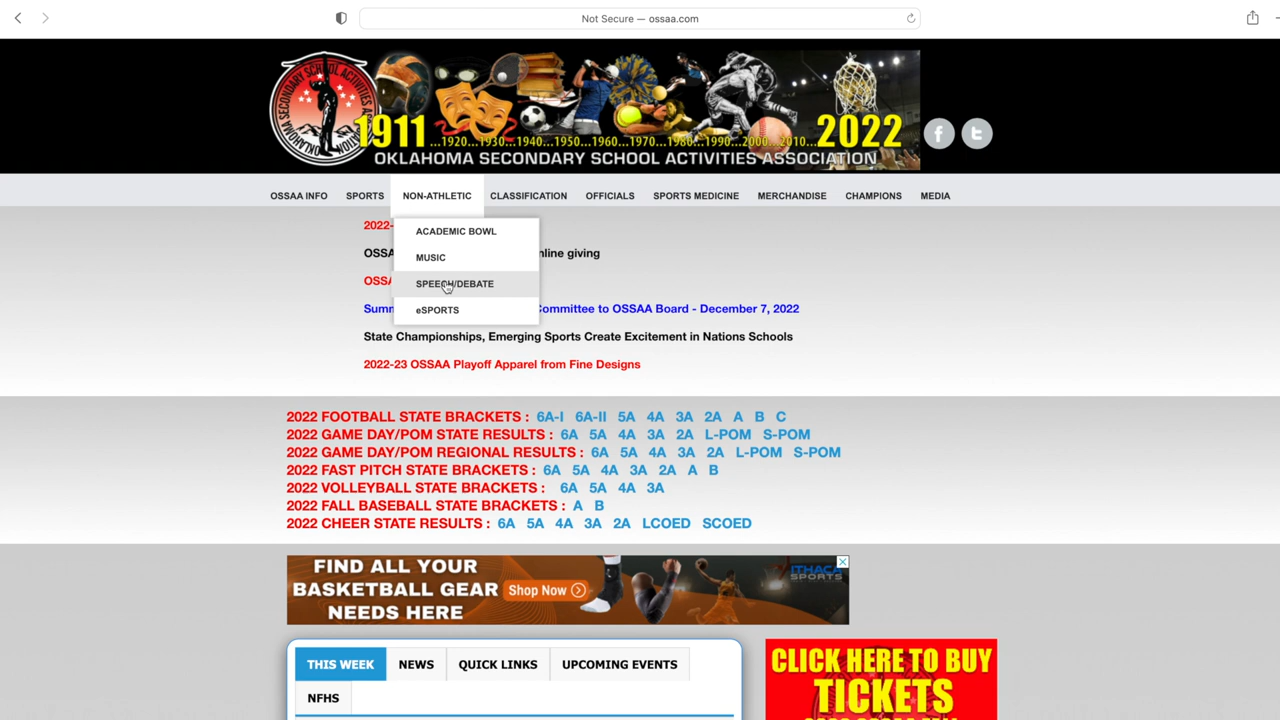 Not Secure — ossaa.com
OKLAHOMA SECONDARY SCHOOL ACTIVITIES
1911 ...1920...1930...1940...1950...1960...1970...1980...1990...2000...2010... 2022
OKLAHOMA SECONDARY SCHOOL ACTIVITIES ASSOCIATION
f t
OSSAA INFO SPORTS NON-ATHLETIC CLASSIFICATION OFFICIALS SPORTS MEDICINE MERCHANDISE CHAMPIONS MEDIA
2022-
ACADEMIC BOWL
OSSA nline giving
MUSIC
OSSA
SPEECH/DEBATE
Summ Committee to OSSAA Board - December 7, 2022
eSPORTS
State Championships, Emerging Sports Create Excitement in Nations Schools
2022-23 OSSAA Playoff Apparel from Fine Designs
2022 FOOTBALL STATE BRACKETS : 6A-I 6A-II 5A 4A 3A 2A A B C
2022 GAME DAY/POM STATE RESULTS : 6A 5A 4A 3A 2A L-POM S-POM
2022 GAME DAY/POM REGIONAL RESULTS : 6A 5A 4A 3A 2A L-POM S-POM
2022 FAST PITCH STATE BRACKETS : 6A 5A 4A 3A 2A A B
2022 VOLLEYBALL STATE BRACKETS : 6A 5A 4A 3A
2022 FALL BASEBALL STATE BRACKETS : A B
2022 CHEER STATE RESULTS : 6A 5A 4A 3A 2A LCOED SCOED
FIND ALL YOUR
BASKETBALL GEAR
NEEDS HERE
Shop Now
ITHACA
SPORTS
THIS WEEK NEWS QUICK LINKS UPCOMING EVENTS
NFHS
CLICK HERE TO BUY
TICKETS